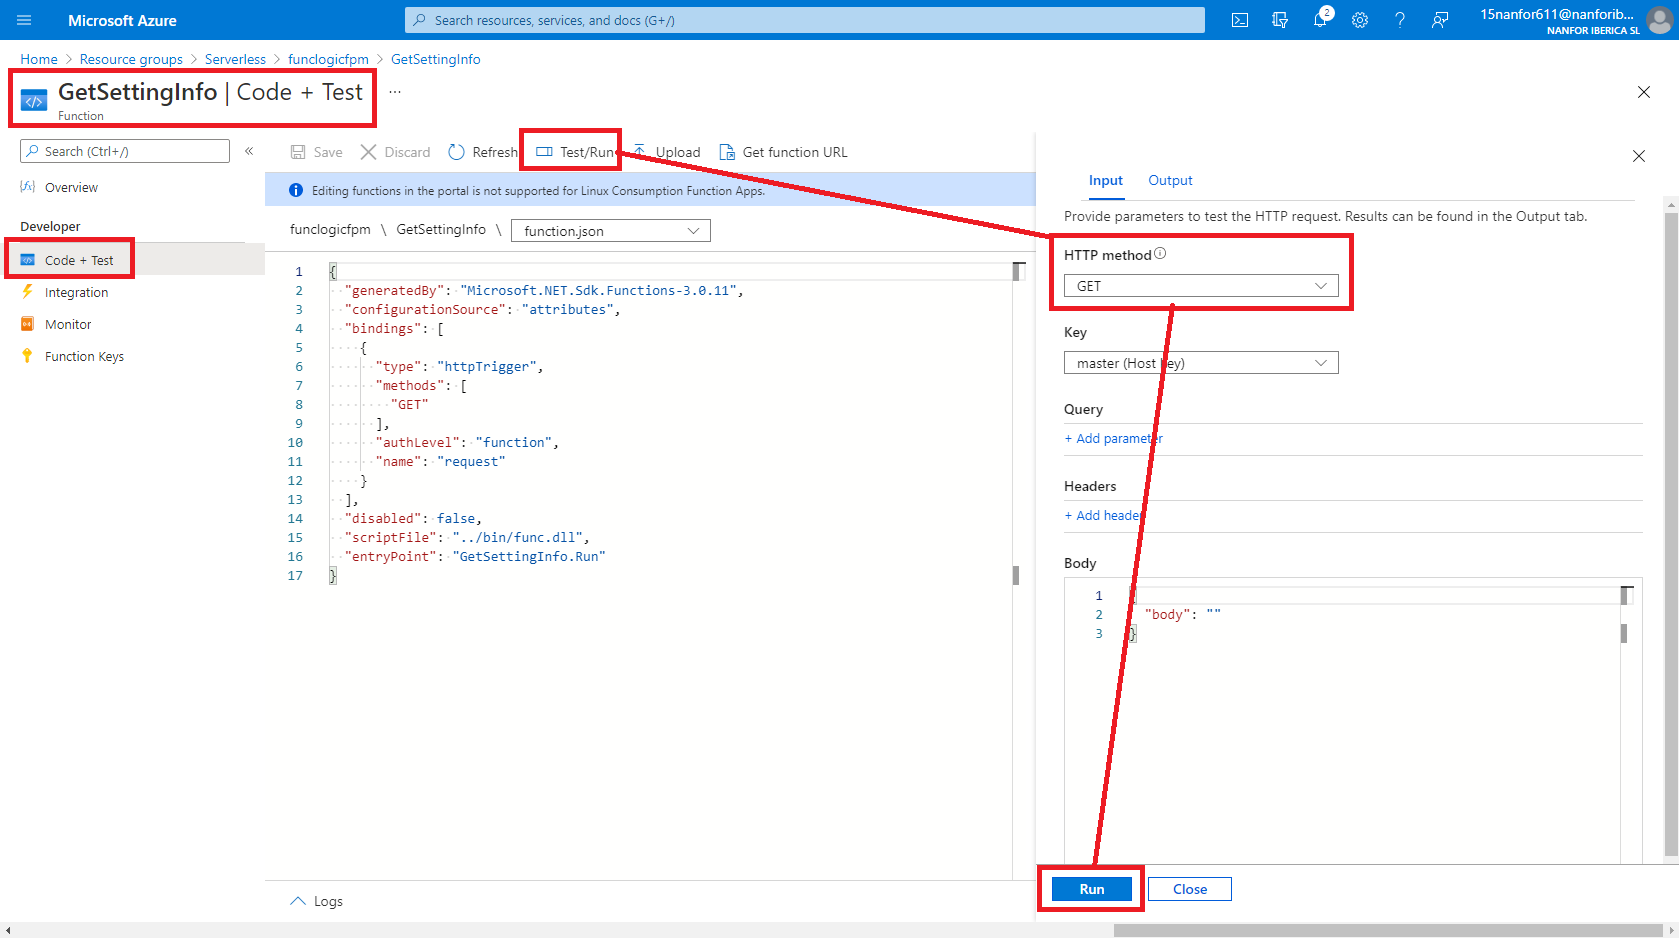 Microsoft Azure
Search resources, services, and docs (G+/)
2
15nanfor611@nanforib...
NANFOR IBERICA SL
Home > Resource groups > Serverless > funclogicfpm > GetSettingInfo
GetSettingInfo | Code + Test ...
Function
Search (Ctrl+/)
«
Overview
Developer
Code + Test
Integration
Monitor
Function Keys
Save Discard Refresh Test/Run Upload Get function URL
Editing functions in the portal is not supported for Linux Consumption Function Apps.
funclogicfpm \ GetSettingInfo \ function.json
1 {
2 "generatedBy": "Microsoft.NET.Sdk.Functions-3.0.11",
3 "configurationSource": "attributes",
4 "bindings": [
5 {
6 "type": "httpTrigger",
7 "methods": [
8 "GET"
9 ],
10 "authLevel": "function",
11 "name": "request"
12 }
13 ],
14 "disabled": false,
15 "scriptFile": "../bin/func.dll",
16 "entryPoint": "GetSettingInfo.Run"
17 }
Logs
Input Output
Provide parameters to test the HTTP request. Results can be found in the Output tab.
HTTP method
GET
Key
master (Host key)
Query
+ Add parameter
Headers
+ Add header
Body
1 {
2 "body": ""
3 }
Run Close